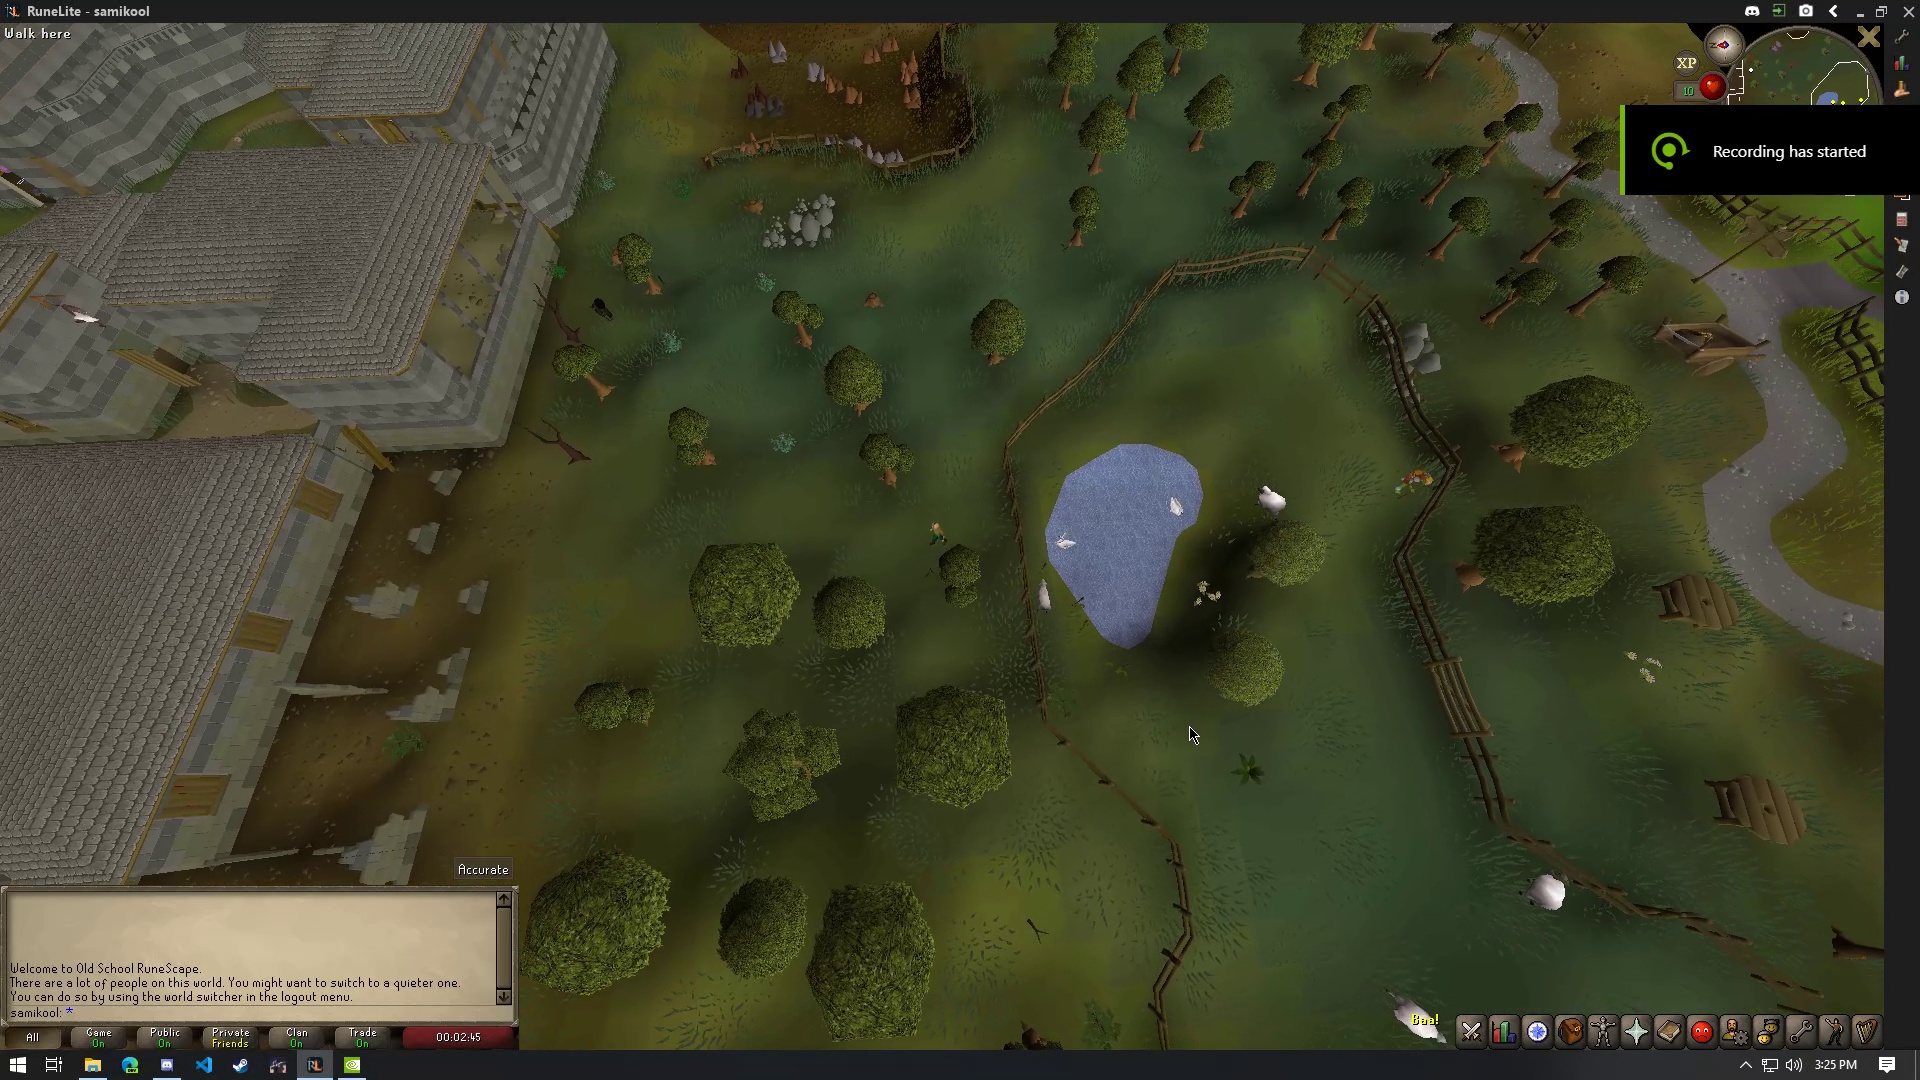 RuneLite - samikool
Walk here
XP
10
Recording has started
Accurate
Welcome to Old School RuneScape.
There are a lot of people on this world. You might want to switch to a quieter one.
You can do so by using the world switcher in the logout menu.
samikool: *
Baa!
All
Game
On
Public
On
Private
Friends
Clan
On
Trade
On
00:02:45
3:25 PM